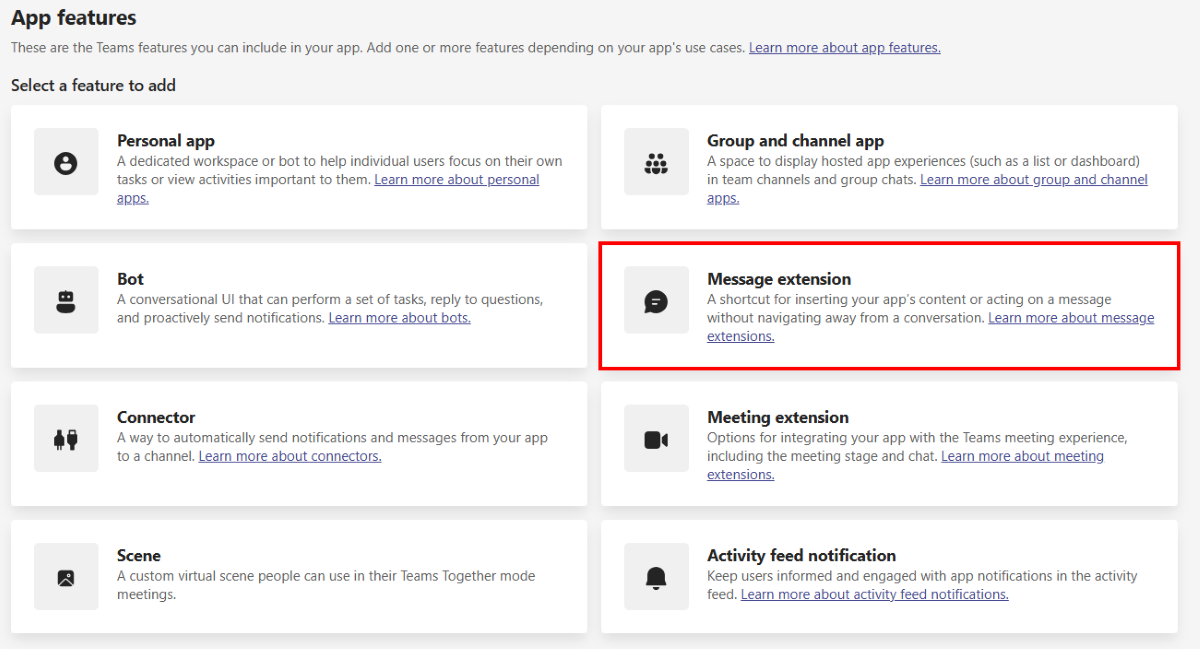 App features
These are the Teams features you can include in your app. Add one or more features depending on your app's use cases. Learn more about app features.
Select a feature to add
Personal app
A dedicated workspace or bot to help individual users focus on their own
tasks or view activities important to them. Learn more about personal
apps.
Group and channel app
A space to display hosted app experiences (such as a list or dashboard)
in team channels and group chats. Learn more about group and channel
apps.
Bot
A conversational UI that can perform a set of tasks, reply to questions,
and proactively send notifications. Learn more about bots.
Message extension
A shortcut for inserting your app's content or acting on a message
without navigating away from a conversation. Learn more about message
extensions.
Connector
A way to automatically send notifications and messages from your app
to a channel. Learn more about connectors.
Meeting extension
Options for integrating your app with the Teams meeting experience,
including the meeting stage and chat. Learn more about meeting
extensions.
Scene
A custom virtual scene people can use in their Teams Together mode
meetings.
Activity feed notification
Keep users informed and engaged with app notifications in the activity
feed. Learn more about activity feed notifications.